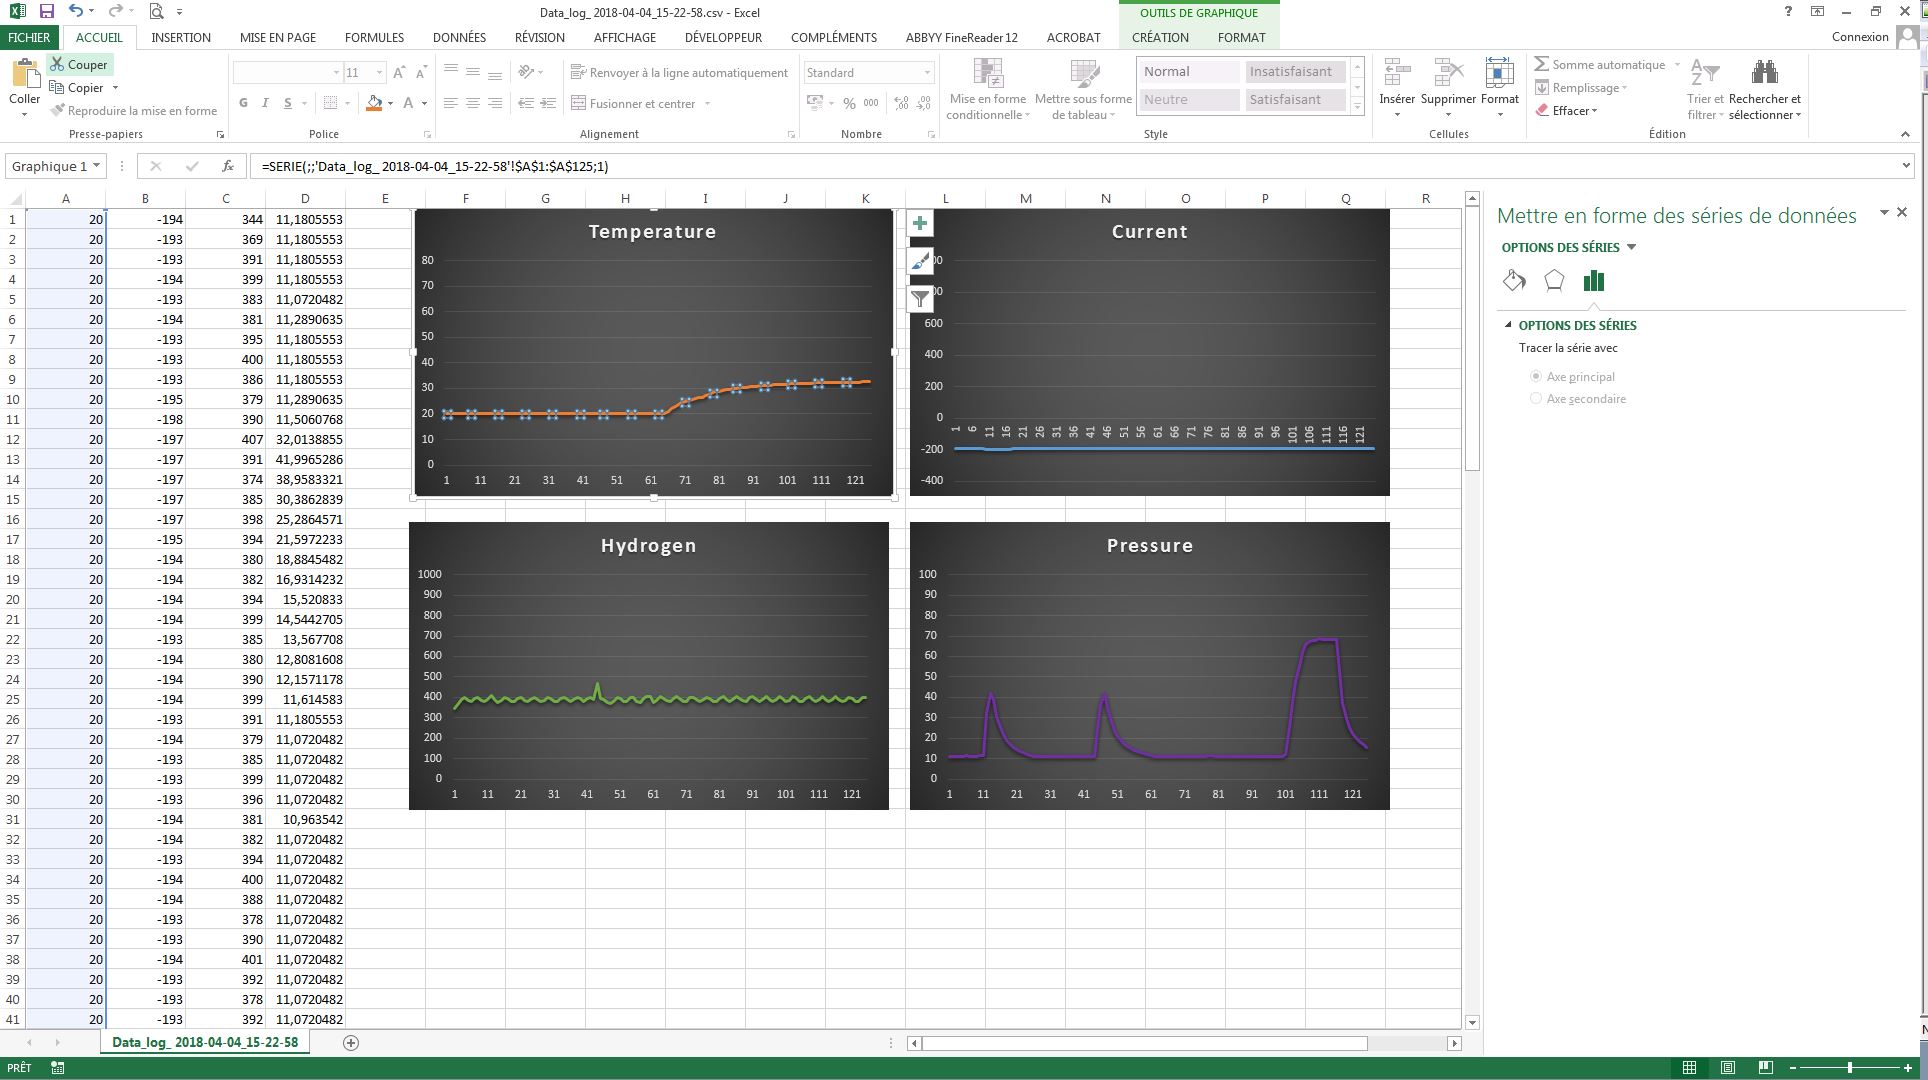 Data_log_ 2018-04-04_15-22-58.csv - Excel
OUTILS DE GRAPHIQUE
FICHIER ACCUEIL INSERTION MISE EN PAGE FORMULES DONNÉES RÉVISION AFFICHAGE DÉVELOPPEUR COMPLÉMENTS ABBYY FineReader 12 ACROBAT CRÉATION FORMAT Connexion
Coller
Couper
Copier
Reproduire la mise en forme
Presse-papiers
11
G I S
Police
Renvoyer à la ligne automatiquement
Fusionner et centrer
Alignement
Standard
% 000
Nombre
Mise en forme conditionnelle
Mettre sous forme de tableau
Normal Insatisfaisant
Neutre Satisfaisant
Style
Insérer Supprimer Format
Cellules
Somme automatique
Remplissage
Effacer
Trier et filtrer
Rechercher et sélectionner
Édition
Graphique 1 fx =SERIE(;;'Data_log_ 2018-04-04_15-22-58'!$A$1:$A$125;1)
A B C D E F G H I J K L M N O P Q R
1 20 -194 344 11,1805553
2 20 -193 369 11,1805553
3 20 -193 391 11,1805553
4 20 -194 399 11,1805553
5 20 -193 383 11,0720482
6 20 -194 381 11,2890635
7 20 -193 395 11,1805553
8 20 -193 400 11,1805553
9 20 -193 386 11,1805553
10 20 -195 379 11,2890635
11 20 -198 390 11,5060768
12 20 -197 407 32,0138855
13 20 -197 391 41,9965286
14 20 -197 374 38,9583321
15 20 -197 385 30,3862839
16 20 -197 398 25,2864571
17 20 -195 394 21,5972233
18 20 -194 380 18,8845482
19 20 -194 382 16,9314232
20 20 -194 394 15,520833
21 20 -194 399 14,5442705
22 20 -193 385 13,567708
23 20 -194 380 12,8081608
24 20 -194 390 12,1571178
25 20 -194 399 11,614583
26 20 -193 391 11,1805553
27 20 -194 379 11,0720482
28 20 -193 385 11,0720482
29 20 -193 399 11,0720482
30 20 -193 396 11,0720482
31 20 -194 381 10,963542
32 20 -194 382 11,0720482
33 20 -193 394 11,0720482
34 20 -194 400 11,0720482
35 20 -194 388 11,0720482
36 20 -193 378 11,0720482
37 20 -193 390 11,0720482
38 20 -194 401 11,0720482
39 20 -193 392 11,0720482
40 20 -193 378 11,0720482
41 20 -193 392 11,0720482
Temperature
80
70
60
50
40
30
20
10
0
1 11 21 31 41 51 61 71 81 91 101 111 121
Current
600
400
200
0
-200
-400
1 6 11 16 21 26 31 36 41 46 51 56 61 66 71 76 81 86 91 96 101 106 111 116 121
Hydrogen
1000
900
800
700
600
500
400
300
200
100
0
1 11 21 31 41 51 61 71 81 91 101 111 121
Pressure
100
90
80
70
60
50
40
30
20
10
0
1 11 21 31 41 51 61 71 81 91 101 111 121
Mettre en forme des séries de données
OPTIONS DES SÉRIES
OPTIONS DES SÉRIES
Tracer la série avec
Axe principal
Axe secondaire
Data_log_ 2018-04-04_15-22-58
PRÊT